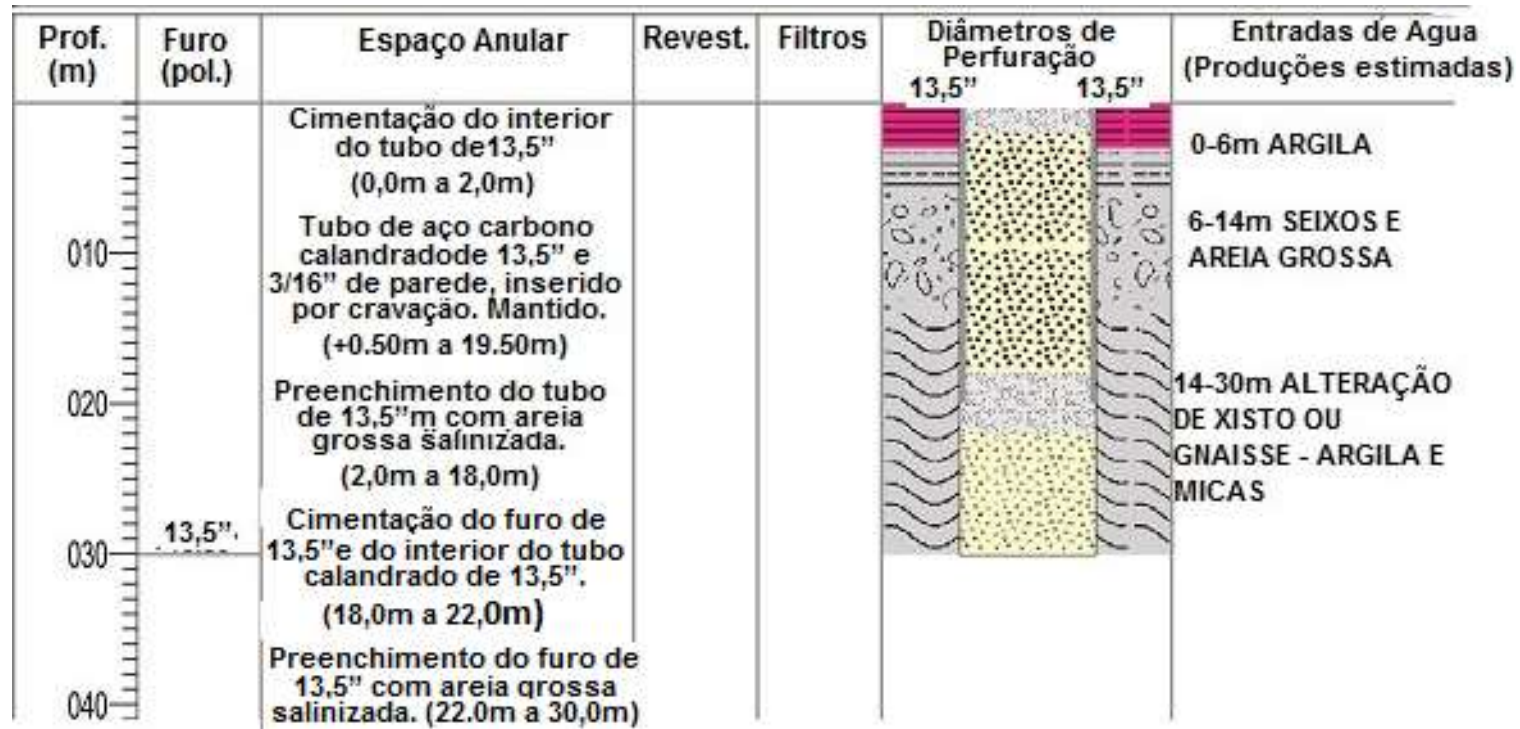 Prof.
(m)
Furo
(pol.)
Espaço Anular
Revest.
Filtros
Diâmetros de
Perfuração
13,5”
13,5”
Entradas de Agua
(Produções estimadas)
010
020
030
040
13,5”.
Cimentação do interior
do tubo de13,5”
(0,0m a 2,0m)
Tubo de aço carbono
calandradode 13,5” e
3/16” de parede, inserido
por cravação. Mantido.
(+0.50m a 19.50m)
Preenchimento do tubo
de 13,5”m com areia
grossa salinizada.
(2,0m a 18,0m)
Cimentação do furo de
13,5”e do interior do tubo
calandrado de 13,5”.
(18,0m a 22,0m)
Preenchimento do furo de
13,5” com areia grossa
salinizada. (22.0m a 30,0m)
0-6m ARGILA
6-14m SEIXOS E
AREIA GROSSA
14-30m ALTERAÇÃO
DE XISTO OU
GNAISSE - ARGILA E
MICAS